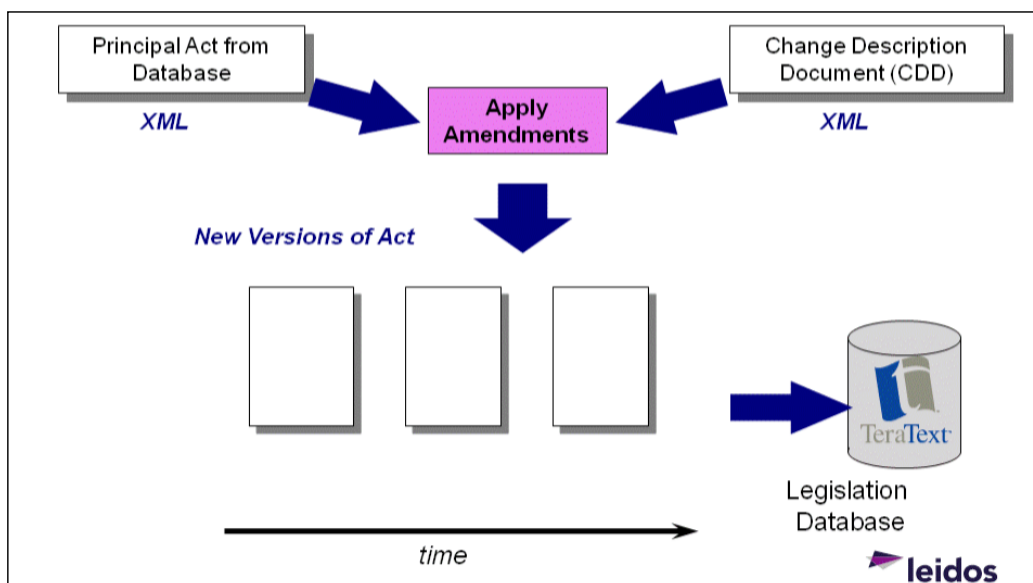 Principal Act from
Database
Change Description
Document (CDD)
XML
Apply
Amendments
XML
New Versions of Act
TeraText
Legislation
Database
time
leidos